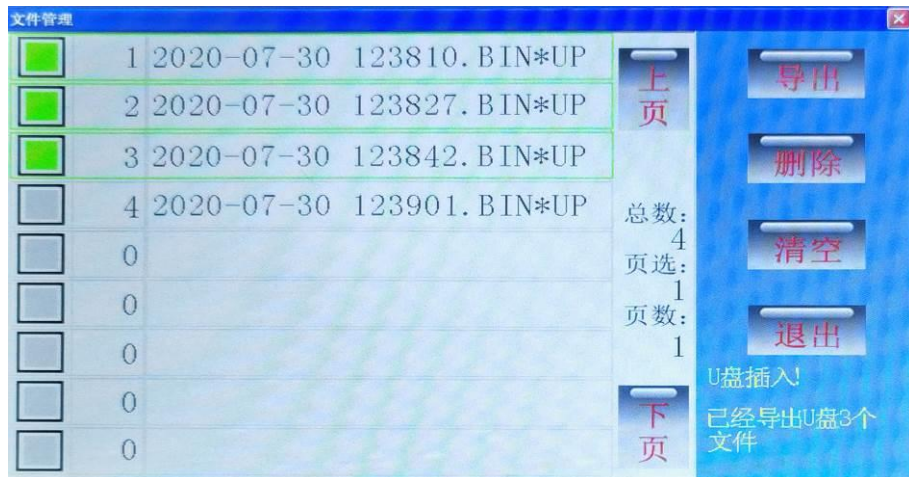 文件管理
1 2020-07-30 123810.BIN*UP
2 2020-07-30 123827.BIN*UP
3 2020-07-30 123842.BIN*UP
4 2020-07-30 123901.BIN*UP
0
0
0
0
0
上页
总数:
4
页选:
1
页数:
1
下页
导出
删除
清空
退出
U盘插入!
已经导出U盘3个
文件